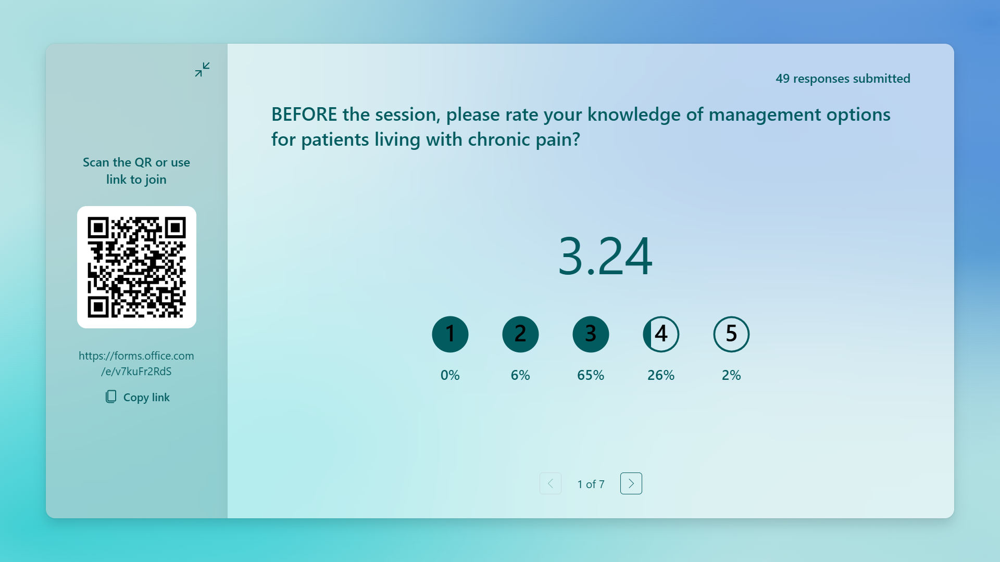 Scan the QR or use
link to join
https://forms.office.com
/e/v7kuFr2RdS
Copy link
49 responses submitted
BEFORE the session, please rate your knowledge of management options
for patients living with chronic pain?
3.24
1 2 3 4 5
0% 6% 65% 26% 2%
1 of 7